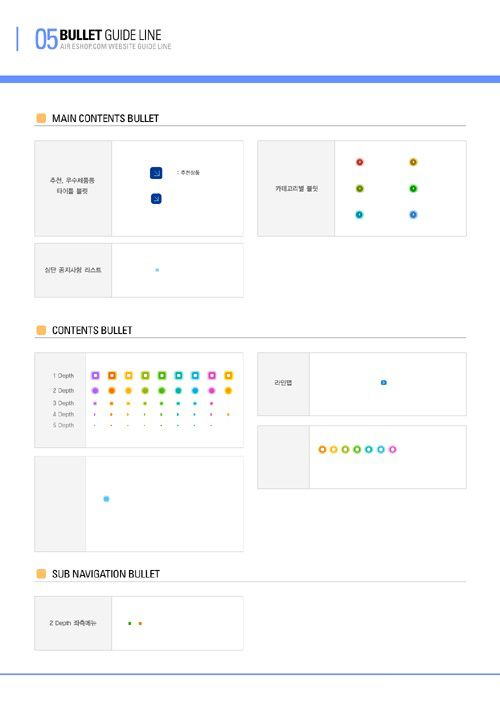 05 BULLET GUIDE LINE
AIR ESHOP.COM WEBSITE GUIDE LINE
MAIN CONTENTS BULLET
추천, 우수제품등
타이틀 블릿
: 추천상품
카테고리별 블릿
상단 공지사항 리스트
CONTENTS BULLET
1 Depth
2 Depth
3 Depth
4 Depth
5 Depth
라인맵
SUB NAVIGATION BULLET
2 Depth 좌측메뉴